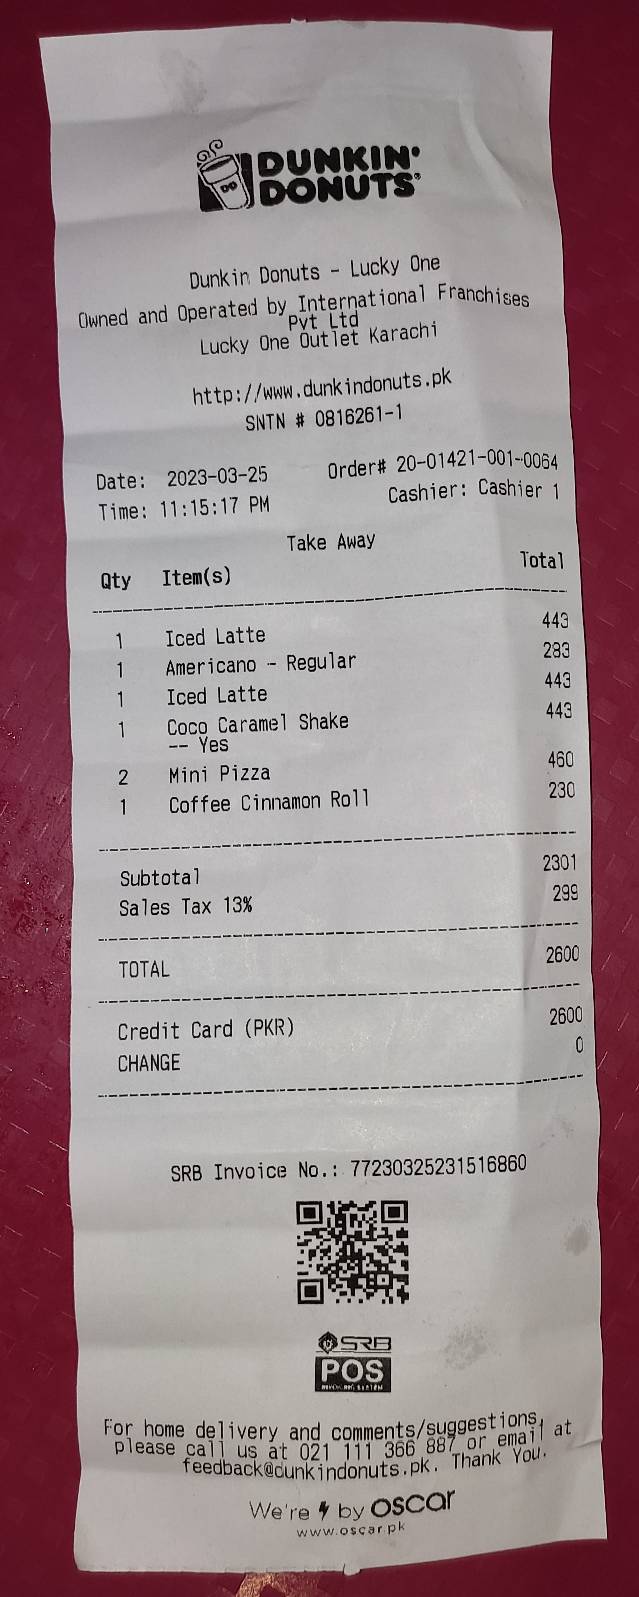 DUNKIN'
DONUTS
Dunkin Donuts - Lucky One
Owned and Operated by International Franchises
Pvt Ltd
Lucky One Outlet Karachi
http://www.dunkindonuts.pk
SNTN # 0816261-1
Date: 2023-03-25 Order# 20-01421-001-0064
Time: 11:15:17 PM Cashier: Cashier 1
Take Away
Qty Item(s) Total
1 Iced Latte 443
1 Americano - Regular 283
1 Iced Latte 443
1 Coco Caramel Shake 443
-- Yes
2 Mini Pizza 460
1 Coffee Cinnamon Roll 230
Subtotal 2301
Sales Tax 13% 299
TOTAL 2600
Credit Card (PKR) 2600
CHANGE 0
SRB Invoice No.: 77230325231516860
SRB
POS
For home delivery and comments/suggestions,
please call us at 021 111 366 887 or email at
feedback@dunkindonuts.pk. Thank You.
We're by oscar
www.oscar.pk